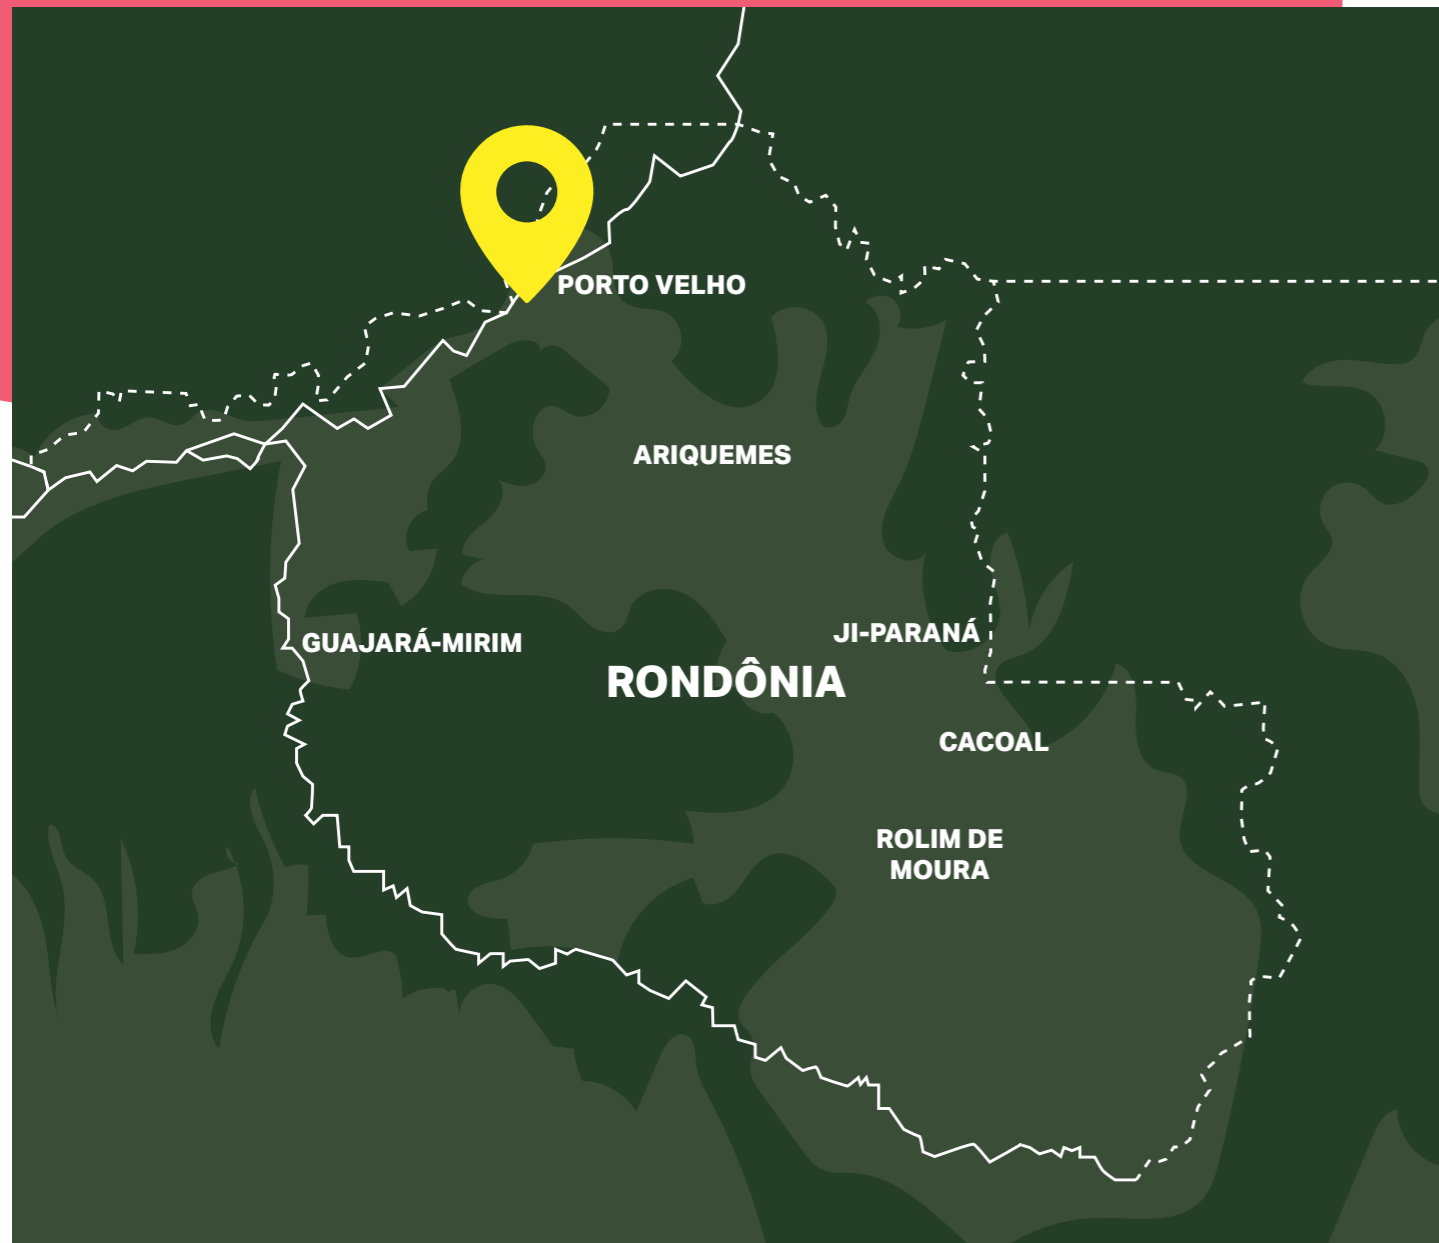 PORTO VELHO
ARIQUEMES
JI-PARANÁ
GUAJARÁ-MIRIM
RONDÔNIA
CACOAL
ROLIM DE
MOURA